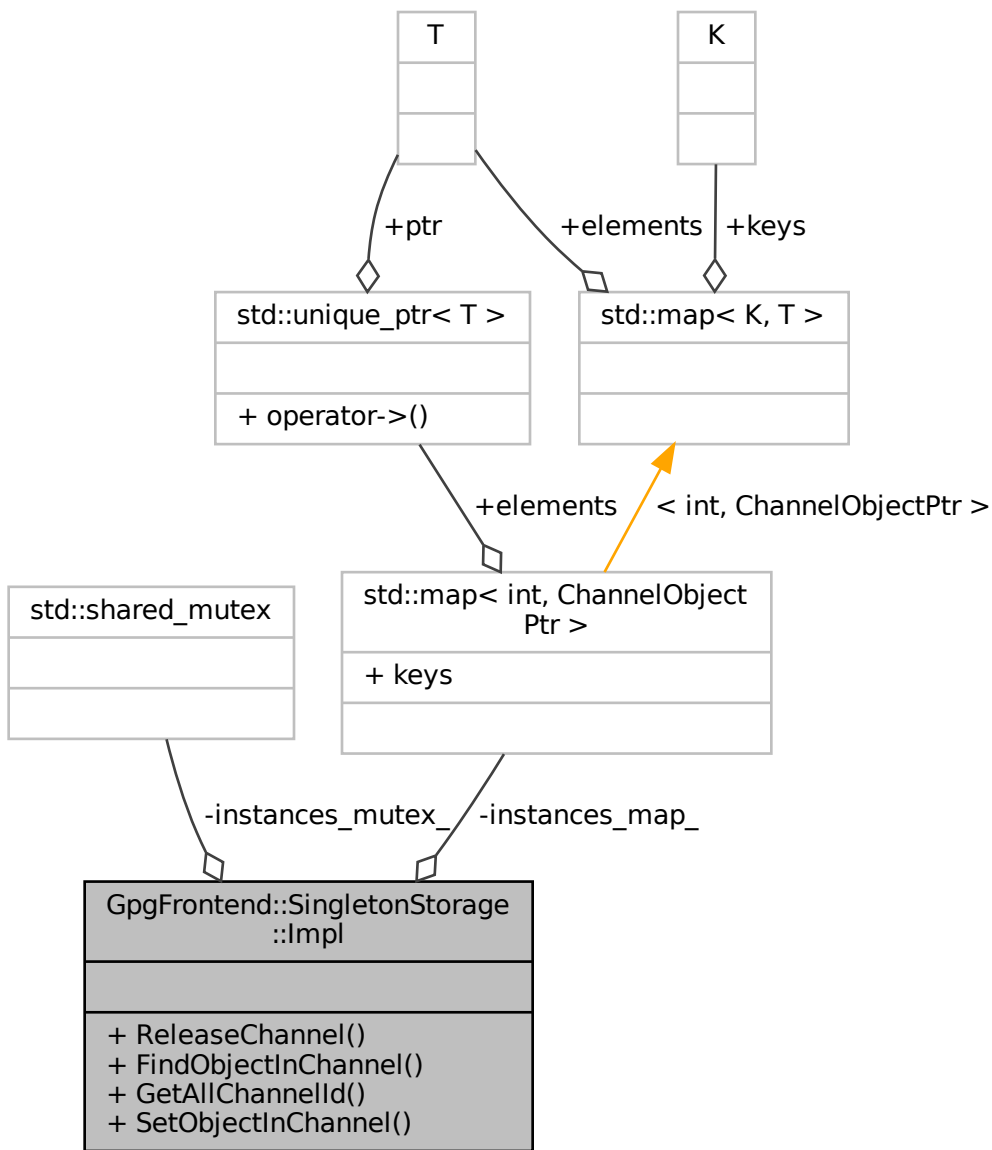 T
K
+ptr
+elements
+keys
std::unique_ptr< T >
+ operator->()
std::map< K, T >
+elements
< int, ChannelObjectPtr >
std::shared_mutex
std::map< int, ChannelObject
Ptr >
+ keys
-instances_mutex_
-instances_map_
GpgFrontend::SingletonStorage
::Impl
+ ReleaseChannel()
+ FindObjectInChannel()
+ GetAllChannelId()
+ SetObjectInChannel()